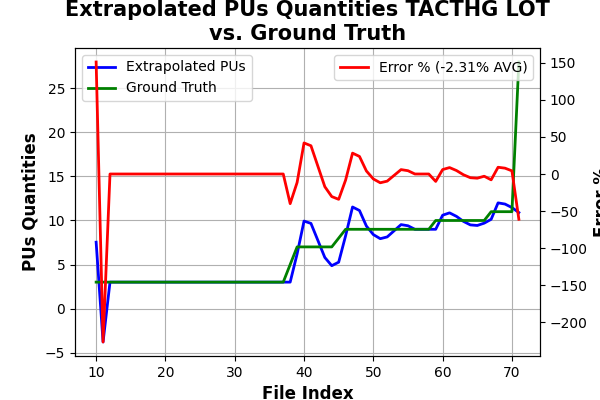 Extrapolated PUs Quantities TACTHG LOT
vs. Ground Truth
Extrapolated PUs
Ground Truth
Error % (-2.31% AVG)
PUs Quantities
25
20
15
10
5
0
−5
150
100
50
0
−50
−100
−150
−200
Error %
10
20
30
40
50
60
70
File Index